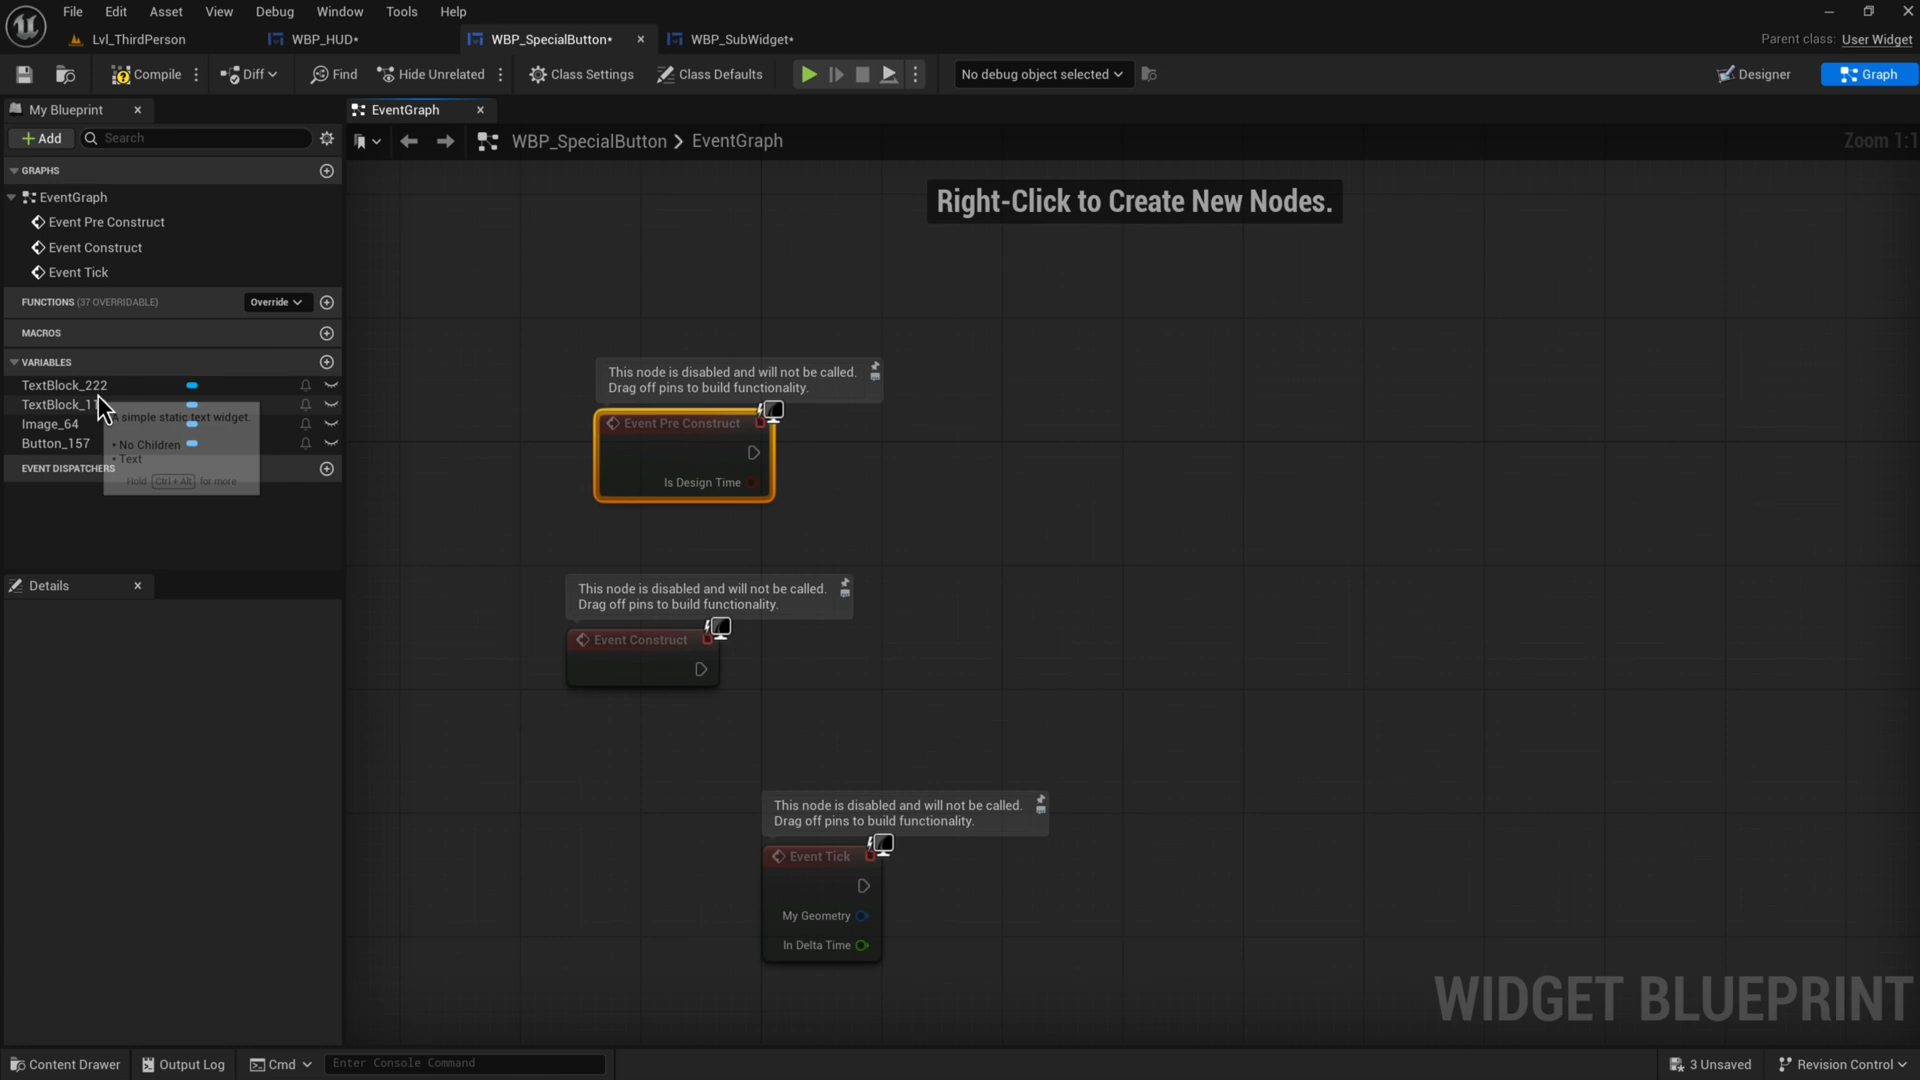 File Edit Asset View Debug Window Tools Help
Lvl_ThirdPerson WBP_HUD* WBP_SpecialButton* WBP_SubWidget* Parent class: User Widget
Compile Diff Find Hide Unrelated Class Settings Class Defaults No debug object selected Designer Graph
My Blueprint EventGraph
Add Search WBP_SpecialButton EventGraph Zoom 1:1
GRAPHS
EventGraph
Right-Click to Create New Nodes.
Event Pre Construct
Event Construct
Event Tick
FUNCTIONS (37 OVERRIDABLE) Override
MACROS
VARIABLES
TextBlock_222
TextBlock_11
A simple static text widget.
Image_64
Button_157 • No Children
• Text
EVENT DISPATCHERS
Hold Ctrl + Alt for more
This node is disabled and will not be called.
Drag off pins to build functionality.
Event Pre Construct
Is Design Time
Details
This node is disabled and will not be called.
Drag off pins to build functionality.
Event Construct
This node is disabled and will not be called.
Drag off pins to build functionality.
Event Tick
My Geometry
In Delta Time
WIDGET BLUEPRINT
Content Drawer Output Log Cmd Enter Console Command 3 Unsaved Revision Control